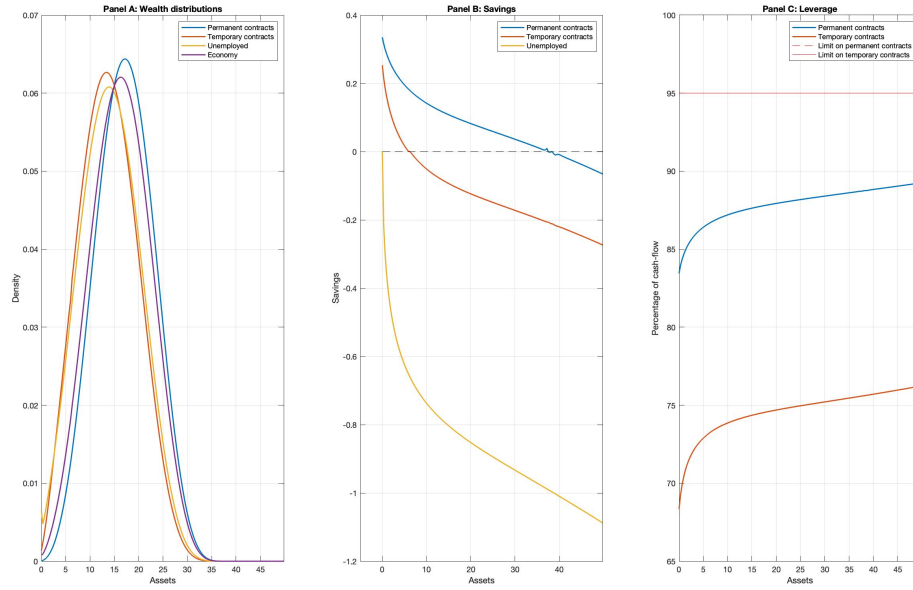 Panel A: Wealth distributions
0.07
0.06
0.05
0.04
0.03
0.02
0.01
0
Density
0 5 10 15 20 25 30 35 40 45
Assets
Permanent contracts
Temporary contracts
Unemployed
Economy
Panel B: Savings
0.4
0.2
0
-0.2
-0.4
-0.6
-0.8
-1
-1.2
Savings
0 10 20 30 40
Assets
Permanent contracts
Temporary contracts
Unemployed
Panel C: Leverage
100
95
90
85
80
75
70
65
Percentage of cash-flow
0 5 10 15 20 25 30 35 40 45
Assets
Permanent contracts
Temporary contracts
Limit on permanent contracts
Limit on temporary contracts